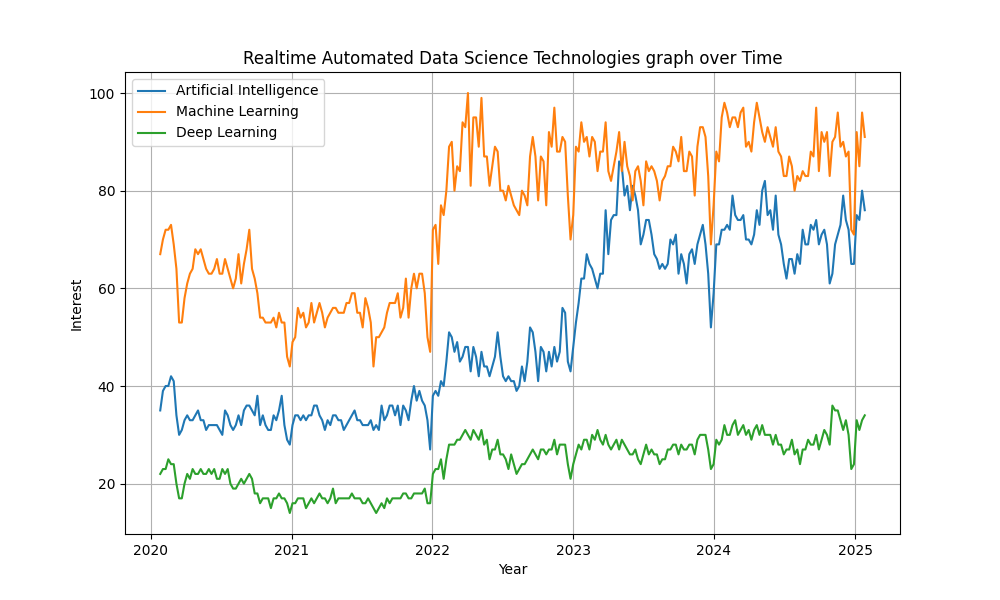 Realtime Automated Data Science Technologies graph over Time
Artificial Intelligence
Machine Learning
Deep Learning
100
80
60
40
20
Interest
2020
2021
2022
2023
2024
2025
Year